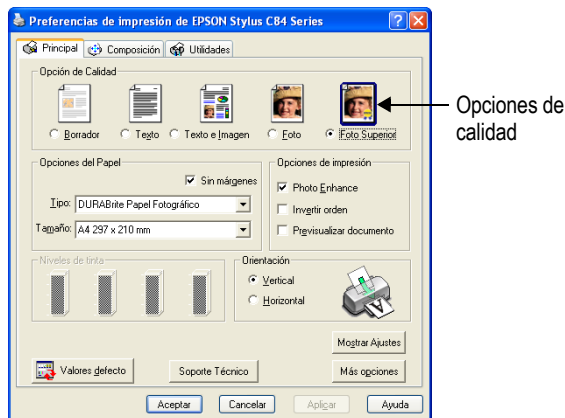 Preferencias de impresión de EPSON Stylus C84 Series
Principal
Composición
Utilidades
Opción de Calidad
Borrador
Texto
Texto e Imagen
Foto
Foto Superior
Opciones de calidad
Opciones del Papel
Sin márgenes
Tipo: DURABrite Papel Fotográfico
Tamaño: A4 297 x 210 mm
Opciones de impresión
Photo Enhance
Invertir orden
Previsualizar documento
Niveles de tinta
Orientación
Vertical
Horizontal
A
Mostrar Ajustes
Valores defecto
Soporte Técnico
Más opciones
Aceptar
Cancelar
Aplicar
Ayuda